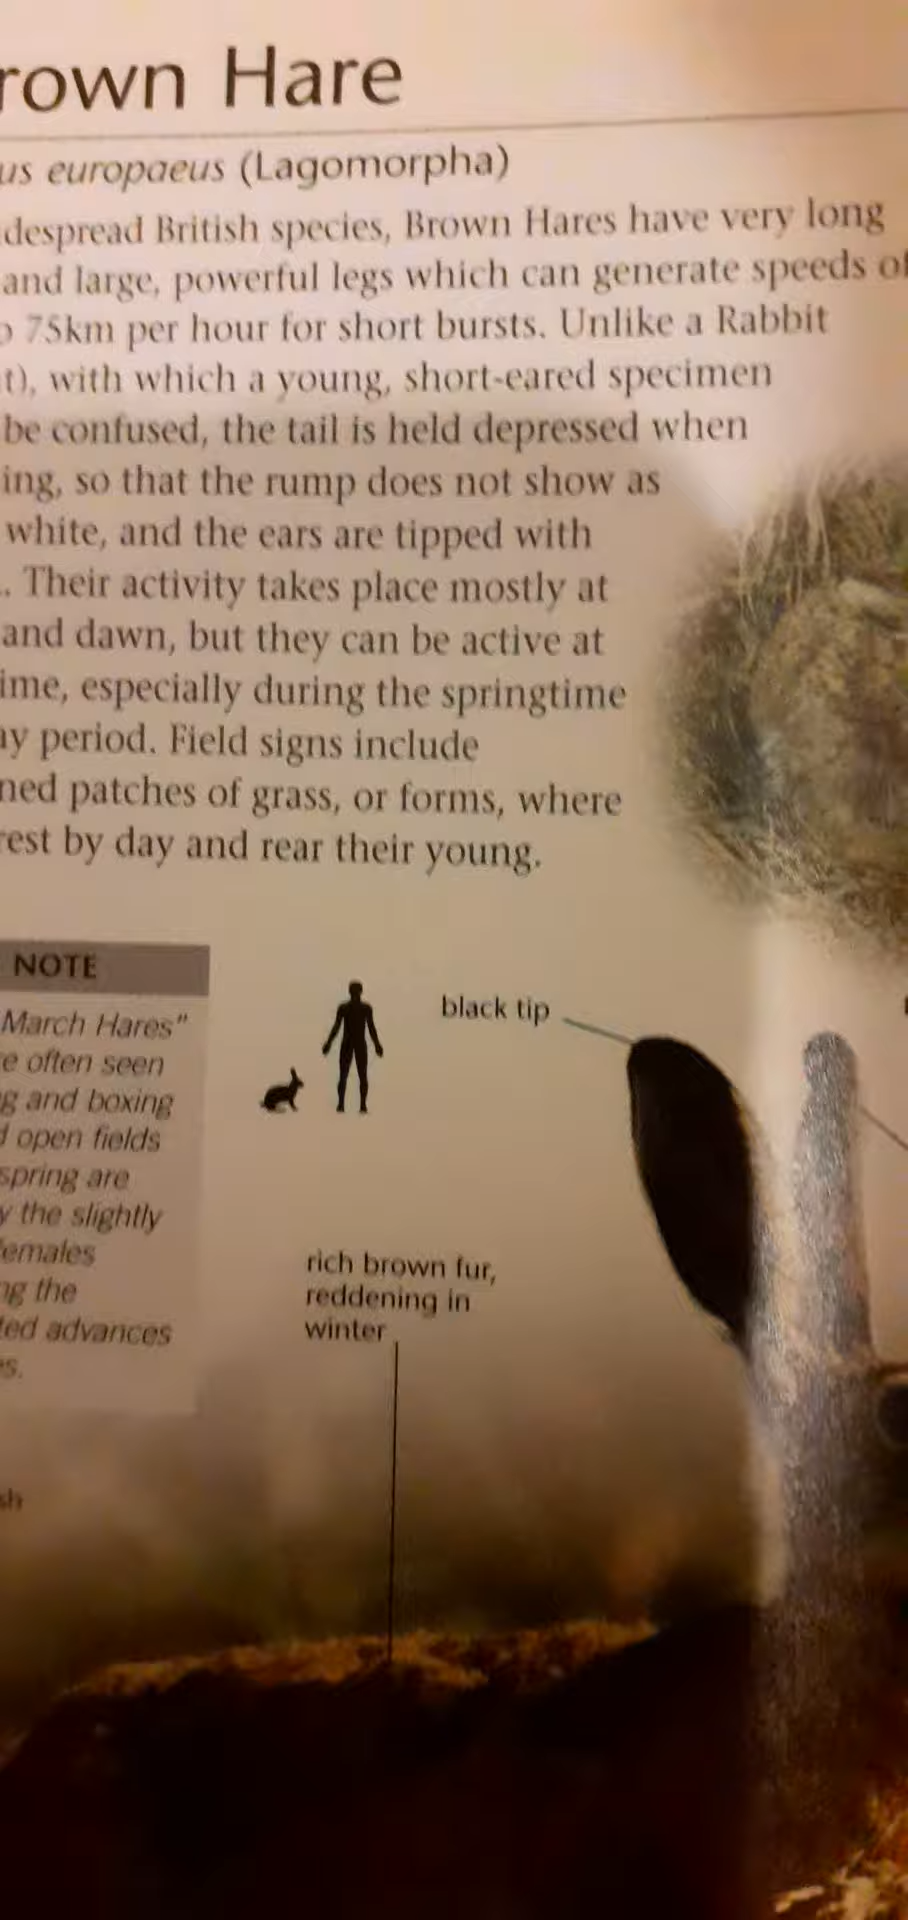 rown Hare
us europaeus (Lagomorpha)
despread British species, Brown Hares have very long
and large, powerful legs which can generate speeds of
o 75km per hour for short bursts. Unlike a Rabbit
t), with which a young, short-eared specimen
be confused, the tail is held depressed when
ing, so that the rump does not show as
white, and the ears are tipped with
. Their activity takes place mostly at
and dawn, but they can be active at
ime, especially during the springtime
ay period. Field signs include
ned patches of grass, or forms, where
rest by day and rear their young.
NOTE
March Hares"
e often seen
g and boxing
d open fields
spring are
y the slightly
females
ng the
ted advances
es.
sh
black tip
rich brown fur,
reddening in
winter